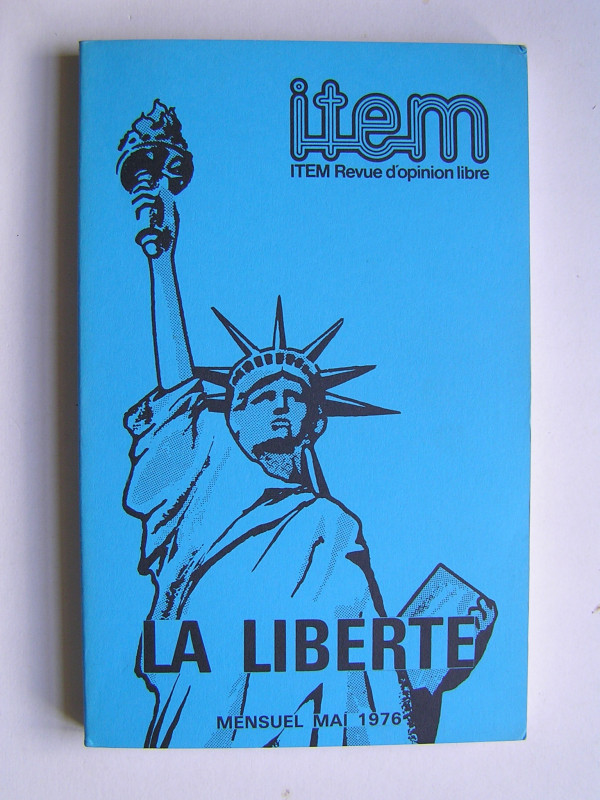 item
ITEM Revue d'opinion libre
LA LIBERTE
MENSUEL MAI 1976